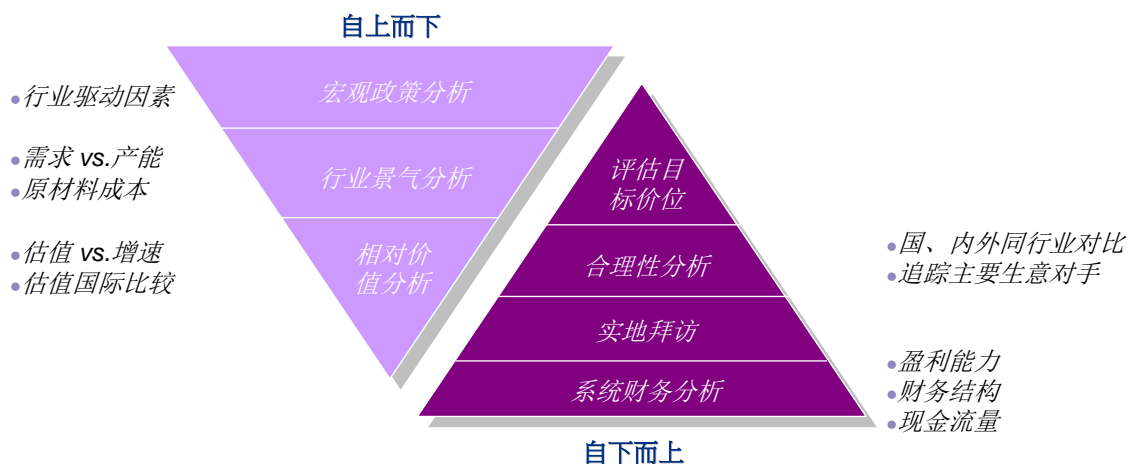 自上而下
宏观政策分析
•行业驱动因素
•需求 vs.产能
•原材料成本
行业景气分析
•估值 vs.增速
•估值国际比较
相对价
值分析
评估目
标价位
合理性分析
•国、内外同行业对比
•追踪主要生意对手
实地拜访
系统财务分析
•盈利能力
•财务结构
•现金流量
自下而上